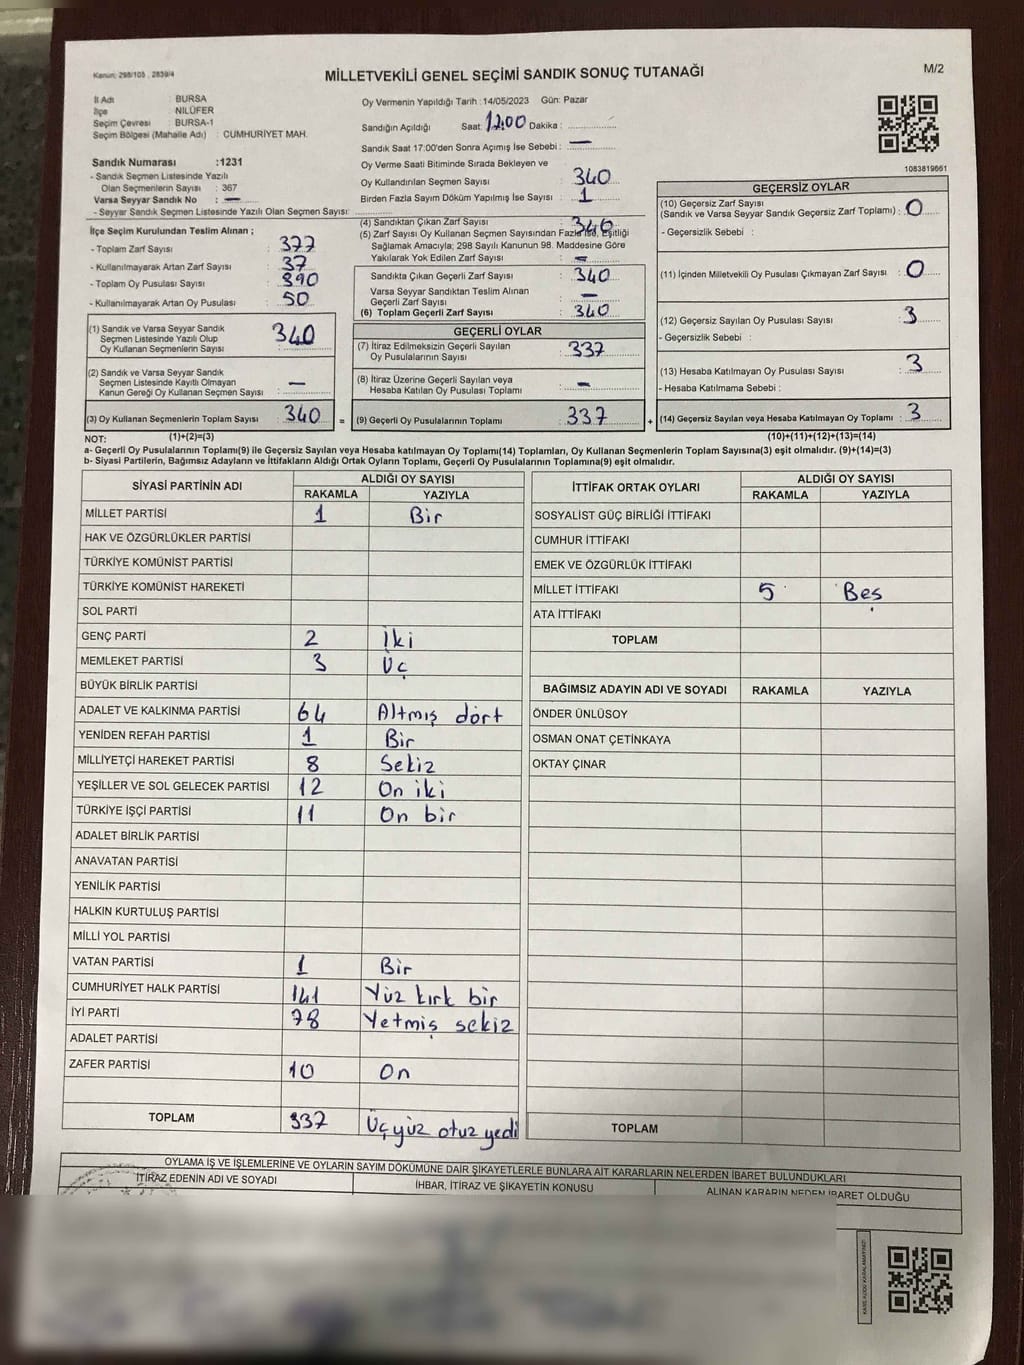 Kanun; 298/105 , 2839/4
MİLLETVEKİLİ GENEL SEÇİMİ SANDIK SONUÇ TUTANAĞI
M/2
İl Adı : BURSA
İlçe : NİLÜFER
Seçim Çevresi : BURSA-1
Seçim Bölgesi (Mahalle Adı) : CUMHURİYET MAH.
Sandık Numarası :1231
- Sandık Seçmen Listesinde Yazılı
Olan Seçmenlerin Sayısı : 367
Varsa Seyyar Sandık No : —
- Seyyar Sandık Seçmen Listesinde Yazılı Olan Seçmen Sayısı:
İlçe Seçim Kurulundan Teslim Alınan ;
- Toplam Zarf Sayısı : 377
- Kullanılmayarak Artan Zarf Sayısı : 37
- Toplam Oy Pusulası Sayısı : 390
- Kullanılmayarak Artan Oy Pusulası : 50
(1) Sandık ve Varsa Seyyar Sandık
Seçmen Listesinde Yazılı Olup
Oy Kullanan Seçmenlerin Sayısı : 340
(2) Sandık ve Varsa Seyyar Sandık
Seçmen Listesinde Kayıtlı Olmayan
Kanun Gereği Oy Kullanan Seçmen Sayısı : —
(3) Oy Kullanan Seçmenlerin Toplam Sayısı : 340 =
Oy Vermenin Yapıldığı Tarih : 14/05/2023 Gün: Pazar
Sandığın Açıldığı Saat: Dakika :
Sandık Saat 17:00'den Sonra Açımış İse Sebebi : —
Oy Verme Saati Bitiminde Sırada Bekleyen ve
Oy Kullandırılan Seçmen Sayısı : 340
Birden Fazla Sayım Döküm Yapılmış İse Sayısı : 1
(4) Sandıktan Çıkan Zarf Sayısı : 340
(5) Zarf Sayısı Oy Kullanan Seçmen Sayısından Fazla ise, Eşitliği
Sağlamak Amacıyla; 298 Sayılı Kanunun 98. Maddesine Göre
Yakılarak Yok Edilen Zarf Sayısı : —
Sandıkta Çıkan Geçerli Zarf Sayısı : 340
Varsa Seyyar Sandıktan Teslim Alınan
Geçerli Zarf Sayısı : —
(6) Toplam Geçerli Zarf Sayısı : 340
GEÇERLİ OYLAR
(7) İtiraz Edilmeksizin Geçerli Sayılan
Oy Pusulalarının Sayısı : 337
(8) İtiraz Üzerine Geçerli Sayılan veya
Hesaba Katılan Oy Pusulası Toplamı : —
(9) Geçerli Oy Pusulalarının Toplamı : 337 +
1083819661
GEÇERSİZ OYLAR
(10) Geçersiz Zarf Sayısı
(Sandık ve Varsa Seyyar Sandık Geçersiz Zarf Toplamı) : 0
- Geçersizlik Sebebi :
(11) İçinden Milletvekili Oy Pusulası Çıkmayan Zarf Sayısı : 0
(12) Geçersiz Sayılan Oy Pusulası Sayısı : 3
- Geçersizlik Sebebi :
(13) Hesaba Katılmayan Oy Pusulası Sayısı : 3
- Hesaba Katılmama Sebebi :
(14) Geçersiz Sayılan veya Hesaba Katılmayan Oy Toplamı : 3
NOT: (1)+(2)=(3) (10)+(11)+(12)+(13)=(14)
a- Geçerli Oy Pusulasının Toplamı(9) ile Geçersiz Sayılan veya Hesaba katılmayan Oy Toplamı(14) Toplamları, Oy Kullanan Seçmenlerin Toplam Sayısına(3) eşit olmalıdır. (9)+(14)=(3)
b- Siyasi Partilerin, Bağımsız Adayların ve İttifakların Aldığı Ortak Oyların Toplamı, Geçerli Oy Pusulalarının Toplamına(9) eşit olmalıdır.
SİYASİ PARTİNİN ADI ALDIĞI OY SAYISI
RAKAMLA YAZIYLA
MİLLET PARTİSİ 1 Bir
HAK VE ÖZGÜRLÜKLER PARTİSİ
TÜRKİYE KOMÜNİST PARTİSİ
TÜRKİYE KOMÜNİST HAREKETİ
SOL PARTİ
GENÇ PARTİ 2 İki
MEMLEKET PARTİSİ 3 Üç
BÜYÜK BİRLİK PARTİSİ
ADALET VE KALKINMA PARTİSİ 64 Altmış dört
YENİDEN REFAH PARTİSİ 1 Bir
MİLLİYETÇİ HAREKET PARTİSİ 8 Sekiz
YEŞİLLER VE SOL GELECEK PARTİSİ 12 On iki
TÜRKİYE İŞÇİ PARTİSİ 11 On bir
ADALET BİRLİK PARTİSİ
ANAVATAN PARTİSİ
YENİLİK PARTİSİ
HALKIN KURTULUŞ PARTİSİ
MİLLİ YOL PARTİSİ
VATAN PARTİSİ 1 Bir
CUMHURİYET HALK PARTİSİ 141 Yüz kırk bir
İYİ PARTİ 78 Yetmiş sekiz
ADALET PARTİSİ
ZAFER PARTİSİ 10 On
TOPLAM 337 Üçyüz otuz yedi
İTTİFAK ORTAK OYLARI ALDIĞI OY SAYISI
RAKAMLA YAZIYLA
SOSYALİST GÜÇ BİRLİĞİ İTTİFAKI
CUMHUR İTTİFAKI
EMEK VE ÖZGÜRLÜK İTTİFAKI
MİLLET İTTİFAKI 5 Beş
ATA İTTİFAKI
TOPLAM
BAĞIMSIZ ADAYIN ADI VE SOYADI RAKAMLA YAZIYLA
ÖNDER ÜNLÜSOY
OSMAN ONAT ÇETİNKAYA
OKTAY ÇINAR
TOPLAM
OYLAMA İŞ VE İŞLEMLERİNE VE OYLARIN SAYIM DÖKÜMÜNE DAİR ŞİKAYETLERLE BUNLARA AİT KARARLARIN NELERDEN İBARET BULUNDUKLARI
İTİRAZ EDENİN ADI VE SOYADI İHBAR, İTİRAZ VE ŞİKAYETİN KONUSU ALINAN KARARIN NEDEN İBARET OLDUĞU